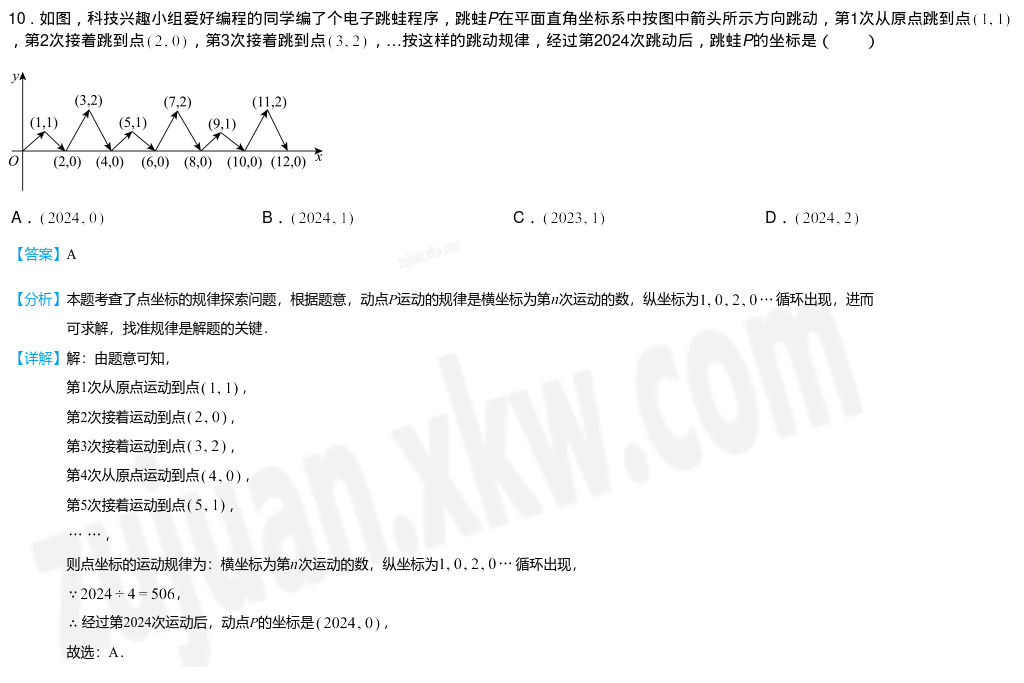 10．如图，科技兴趣小组爱好编程的同学编了个电子跳蛙程序，跳蛙P在平面直角坐标系中按图中箭头所示方向跳动，第1次从原点跳到点(1,1)
，第2次接着跳到点(2,0)，第3次接着跳到点(3,2)，…按这样的跳动规律，经过第2024次跳动后，跳蛙P的坐标是（　　）
y
(3,2) (7,2) (11,2)
(1,1) (5,1) (9,1)
O (2,0) (4,0) (6,0) (8,0) (10,0) (12,0) x
A．(2024,0) B．(2024,1) C．(2023,1) D．(2024,2)
【答案】A
zujuan.xkw.com
【分析】本题考查了点坐标的规律探索问题，根据题意，动点P运动的规律是横坐标为第n次运动的数，纵坐标为1,0,2,0⋯循环出现，进而
可求解，找准规律是解题的关键．
【详解】解：由题意可知，
第1次从原点运动到点(1,1)，
第2次接着运动到点(2,0)，
第3次接着运动到点(3,2)，
第4次从原点运动到点(4,0)，
第5次接着运动到点(5,1)，
⋯⋯，
则点坐标的运动规律为：横坐标为第n次运动的数，纵坐标为1,0,2,0⋯循环出现，
∵2024÷4=506，
∴经过第2024次运动后，动点P的坐标是(2024,0)，
故选：A．
zujuan.xkw.com